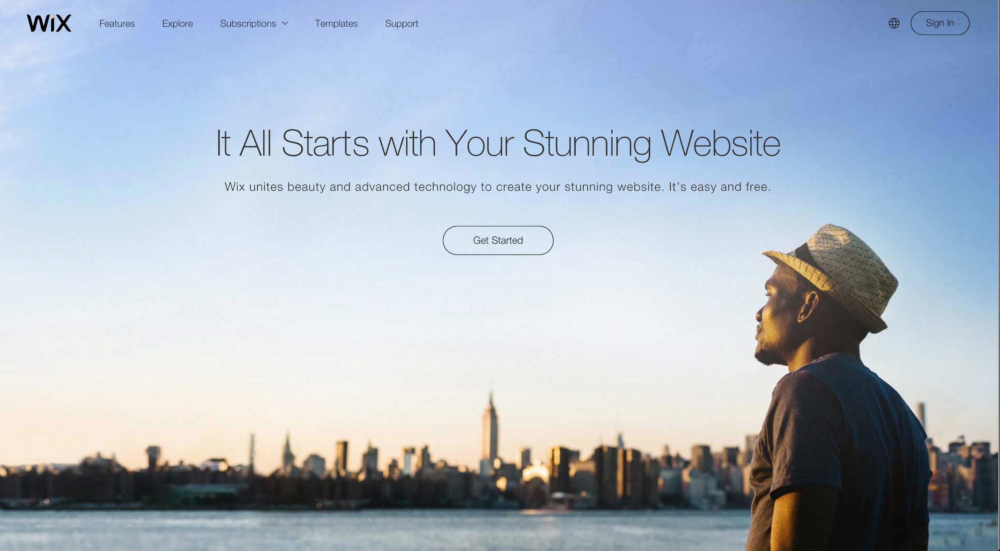 WiX
Features
Explore
Subscriptions
Templates
Support
Sign In
It All Starts with Your Stunning Website
Wix unites beauty and advanced technology to create your stunning website. It’s easy and free.
Get Started